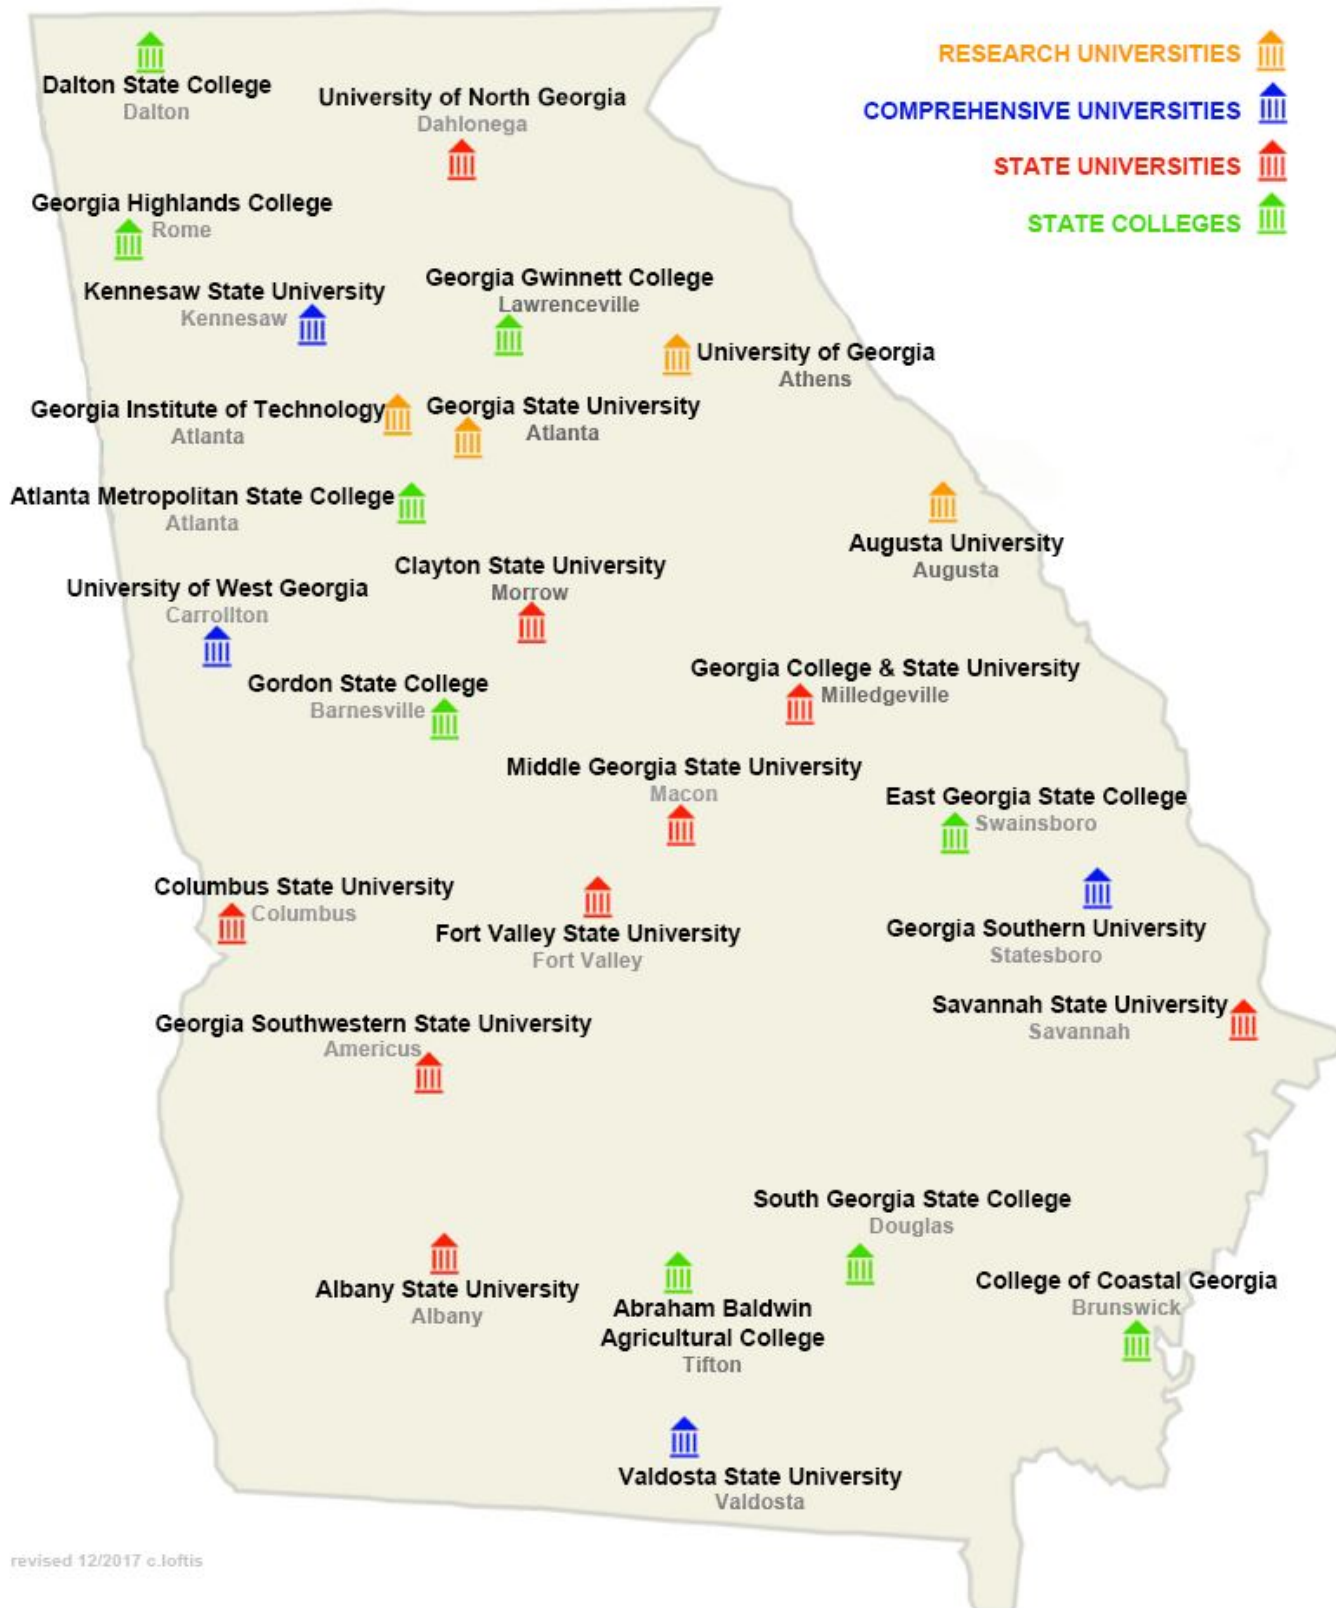 RESEARCH UNIVERSITIES
COMPREHENSIVE UNIVERSITIES
STATE UNIVERSITIES
STATE COLLEGES
Dalton State College
Dalton
University of North Georgia
Dahlonega
Georgia Highlands College
Rome
Kennesaw State University
Kennesaw
Georgia Gwinnett College
Lawrenceville
University of Georgia
Athens
Georgia Institute of Technology
Atlanta
Georgia State University
Atlanta
Atlanta Metropolitan State College
Atlanta
Augusta University
Augusta
Clayton State University
Morrow
University of West Georgia
Carrollton
Georgia College & State University
Milledgeville
Gordon State College
Barnesville
Middle Georgia State University
Macon
East Georgia State College
Swainsboro
Columbus State University
Columbus
Fort Valley State University
Fort Valley
Georgia Southern University
Statesboro
Savannah State University
Savannah
Georgia Southwestern State University
Americus
South Georgia State College
Douglas
Albany State University
Albany
Abraham Baldwin
Agricultural College
Tifton
College of Coastal Georgia
Brunswick
Valdosta State University
Valdosta
revised 12/2017 c.loftis